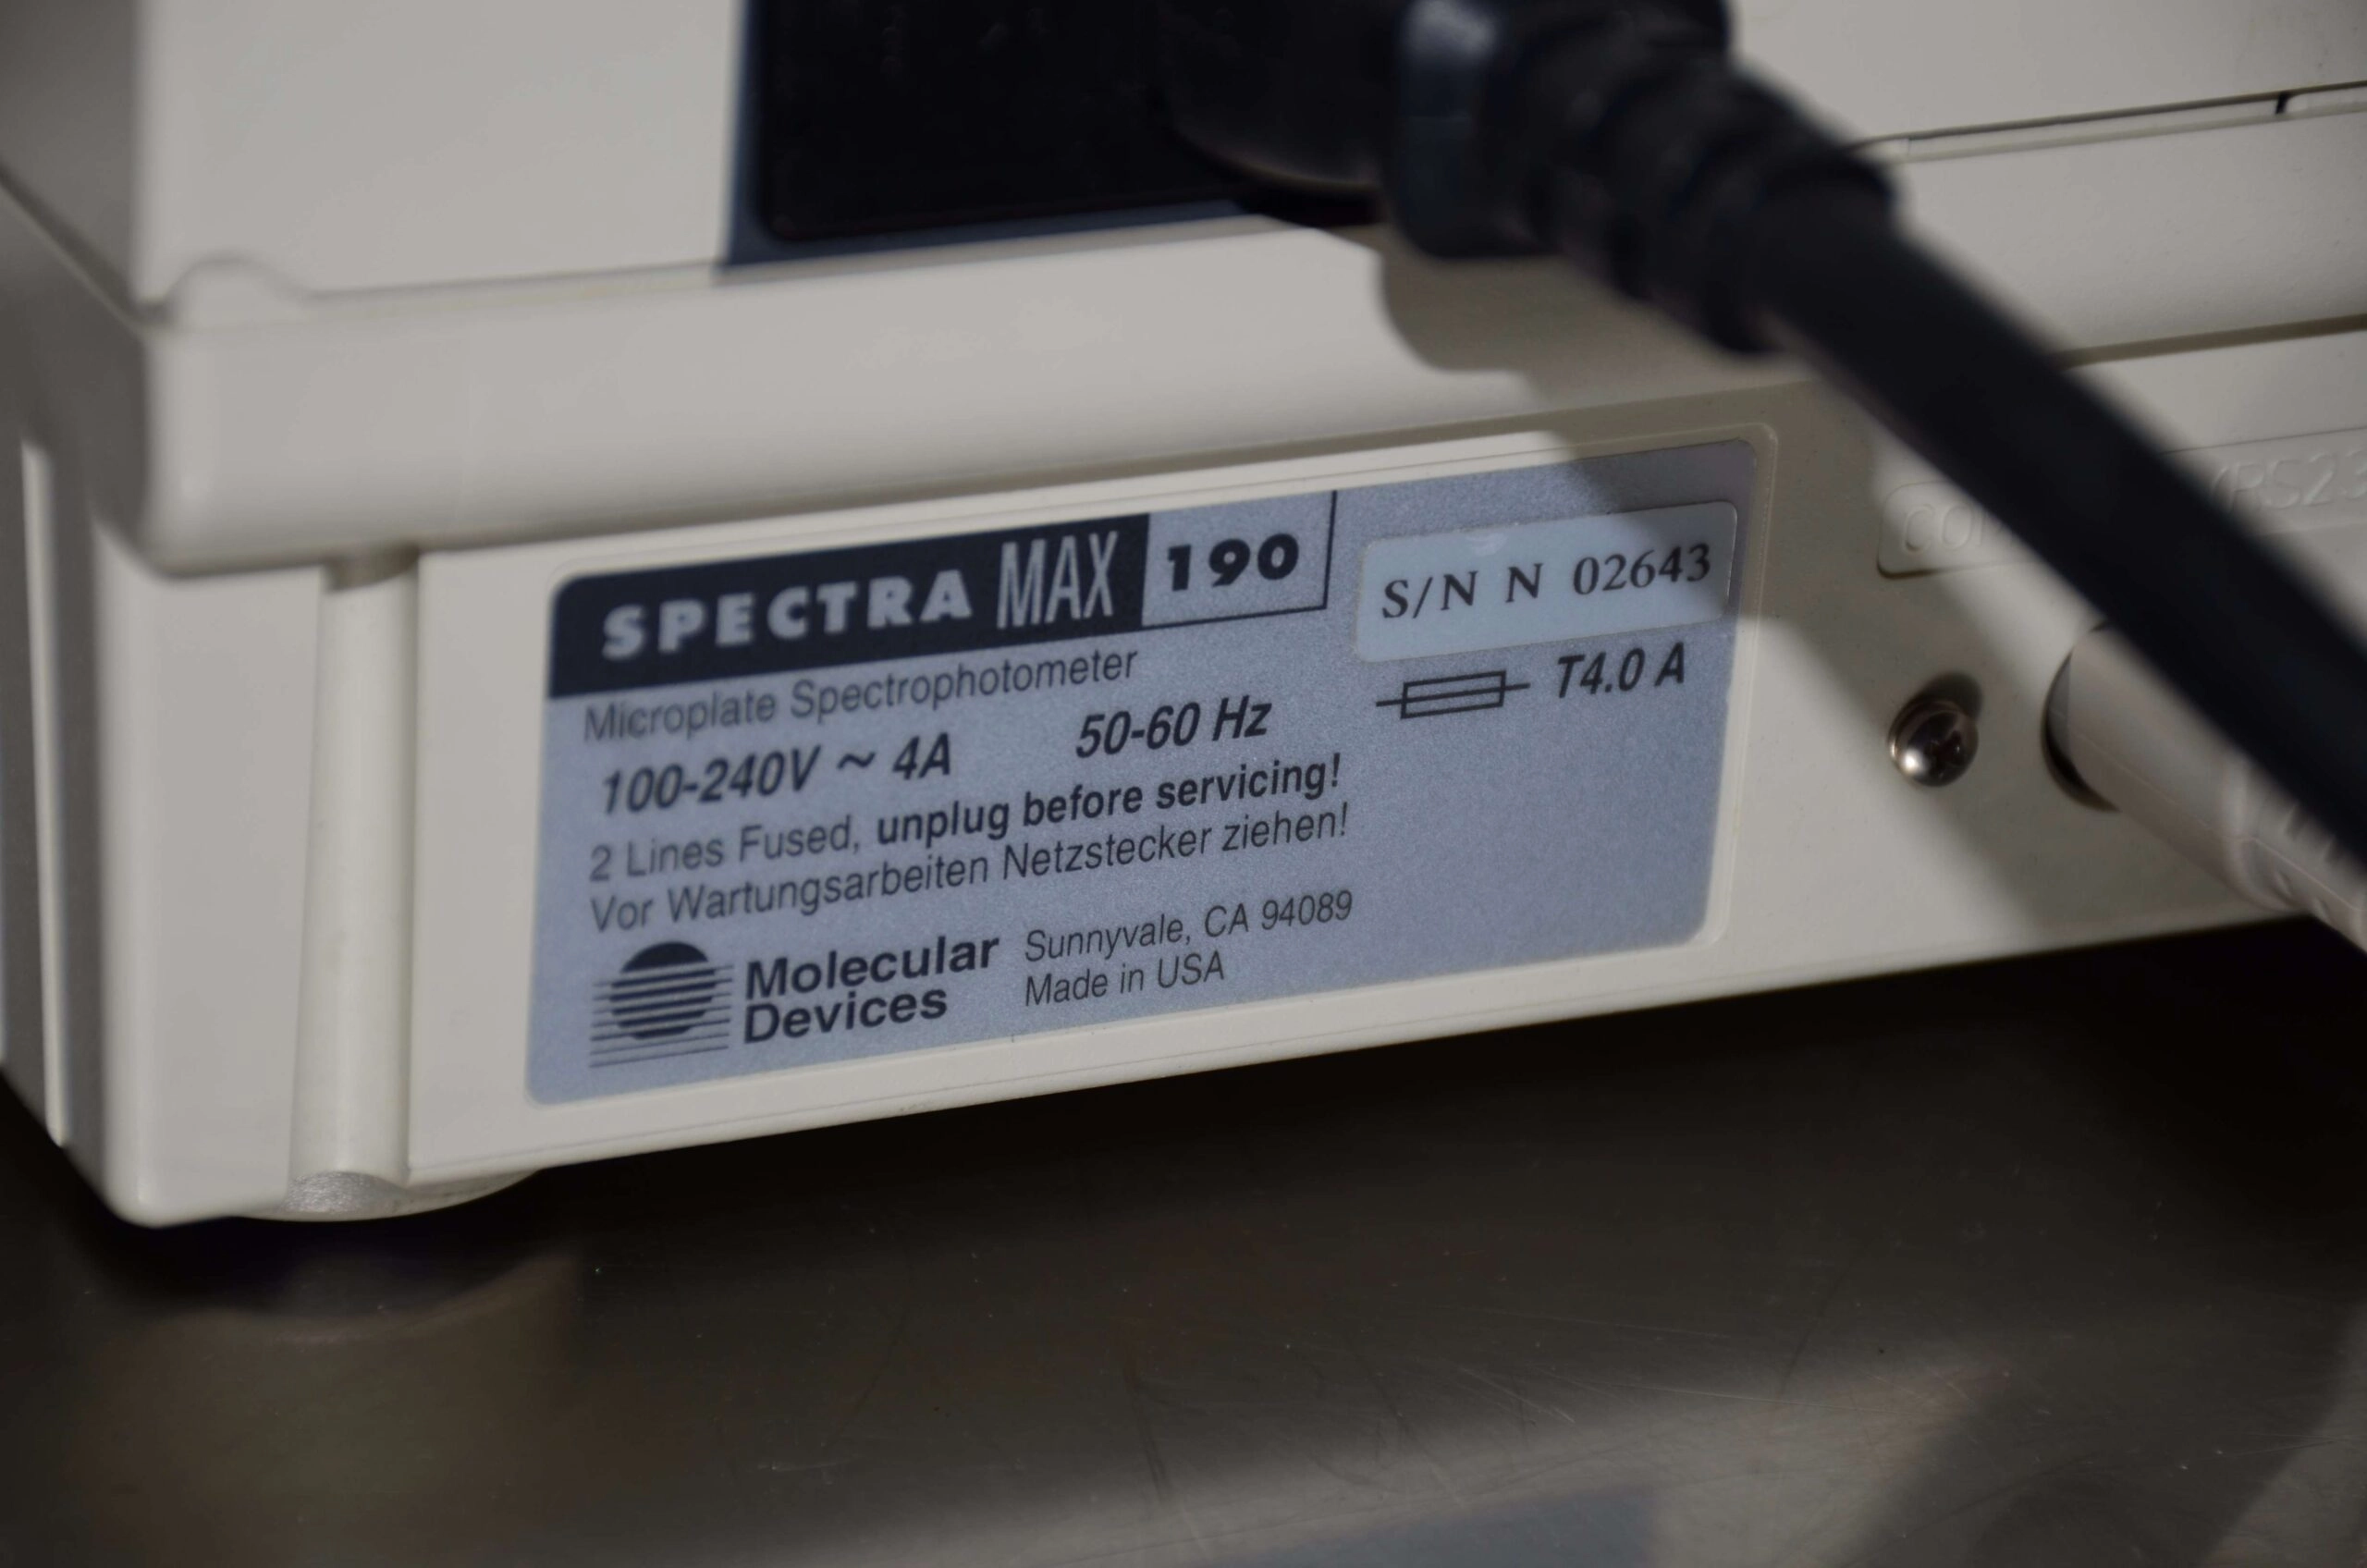 SPECTRA MAX 190
S/N N 02643
Microplate Spectrophotometer
100-240V ~ 4A 50-60 Hz
T4.0 A
2 Lines Fused, unplug before servicing!
Vor Wartungsarbeiten Netzstecker ziehen!
Molecular
Devices
Sunnyvale, CA 94089
Made in USA